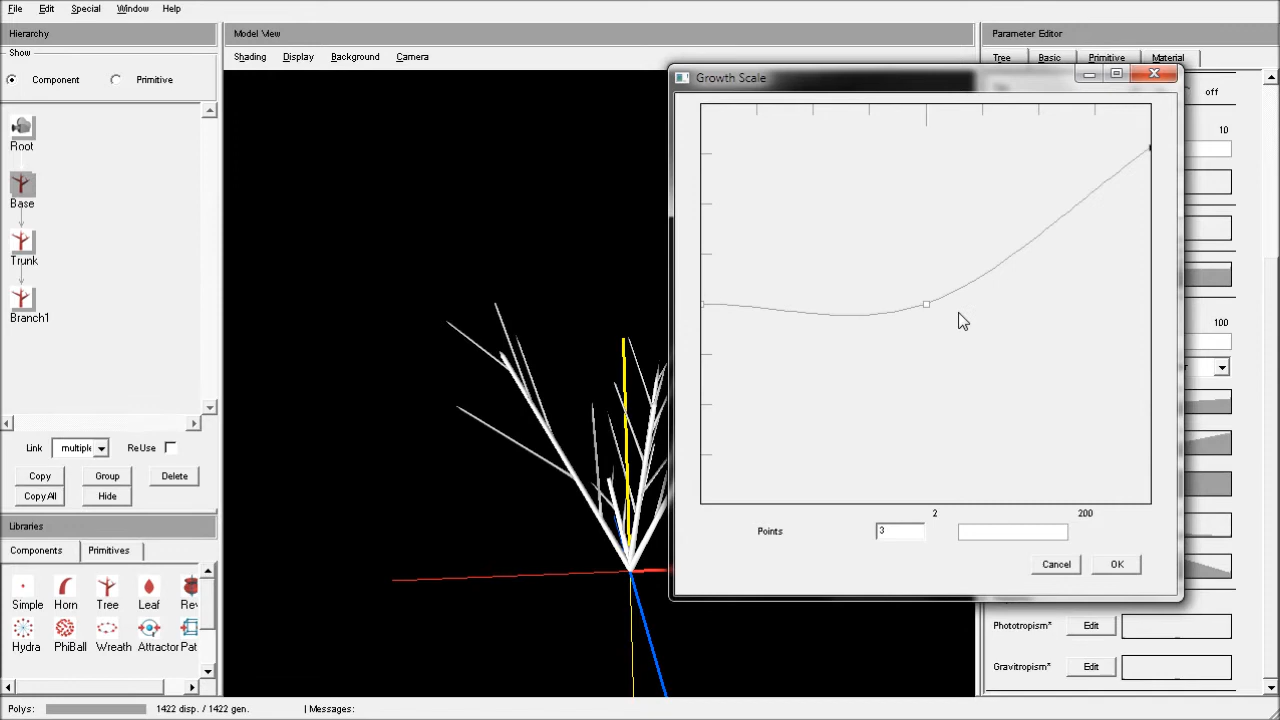 File Edit Special Window Help
Hierarchy
Model View
Parameter Editor
Show
Shading Display Background Camera
Tree Basic Primitive Material
Growth Scale
Component Primitive
off
Root
10
Base
Trunk
Branch1
100
Link multiple ReUse
Copy Group Delete
Copy All Hide
2 200
Points 3
Libraries
Components Primitives
Cancel OK
Simple Horn Tree Leaf
Hydra PhiBall Wreath Attractor
Phototropism* Edit
Gravitropism* Edit
Polys: 1422 disp. / 1422 gen. | Messages: